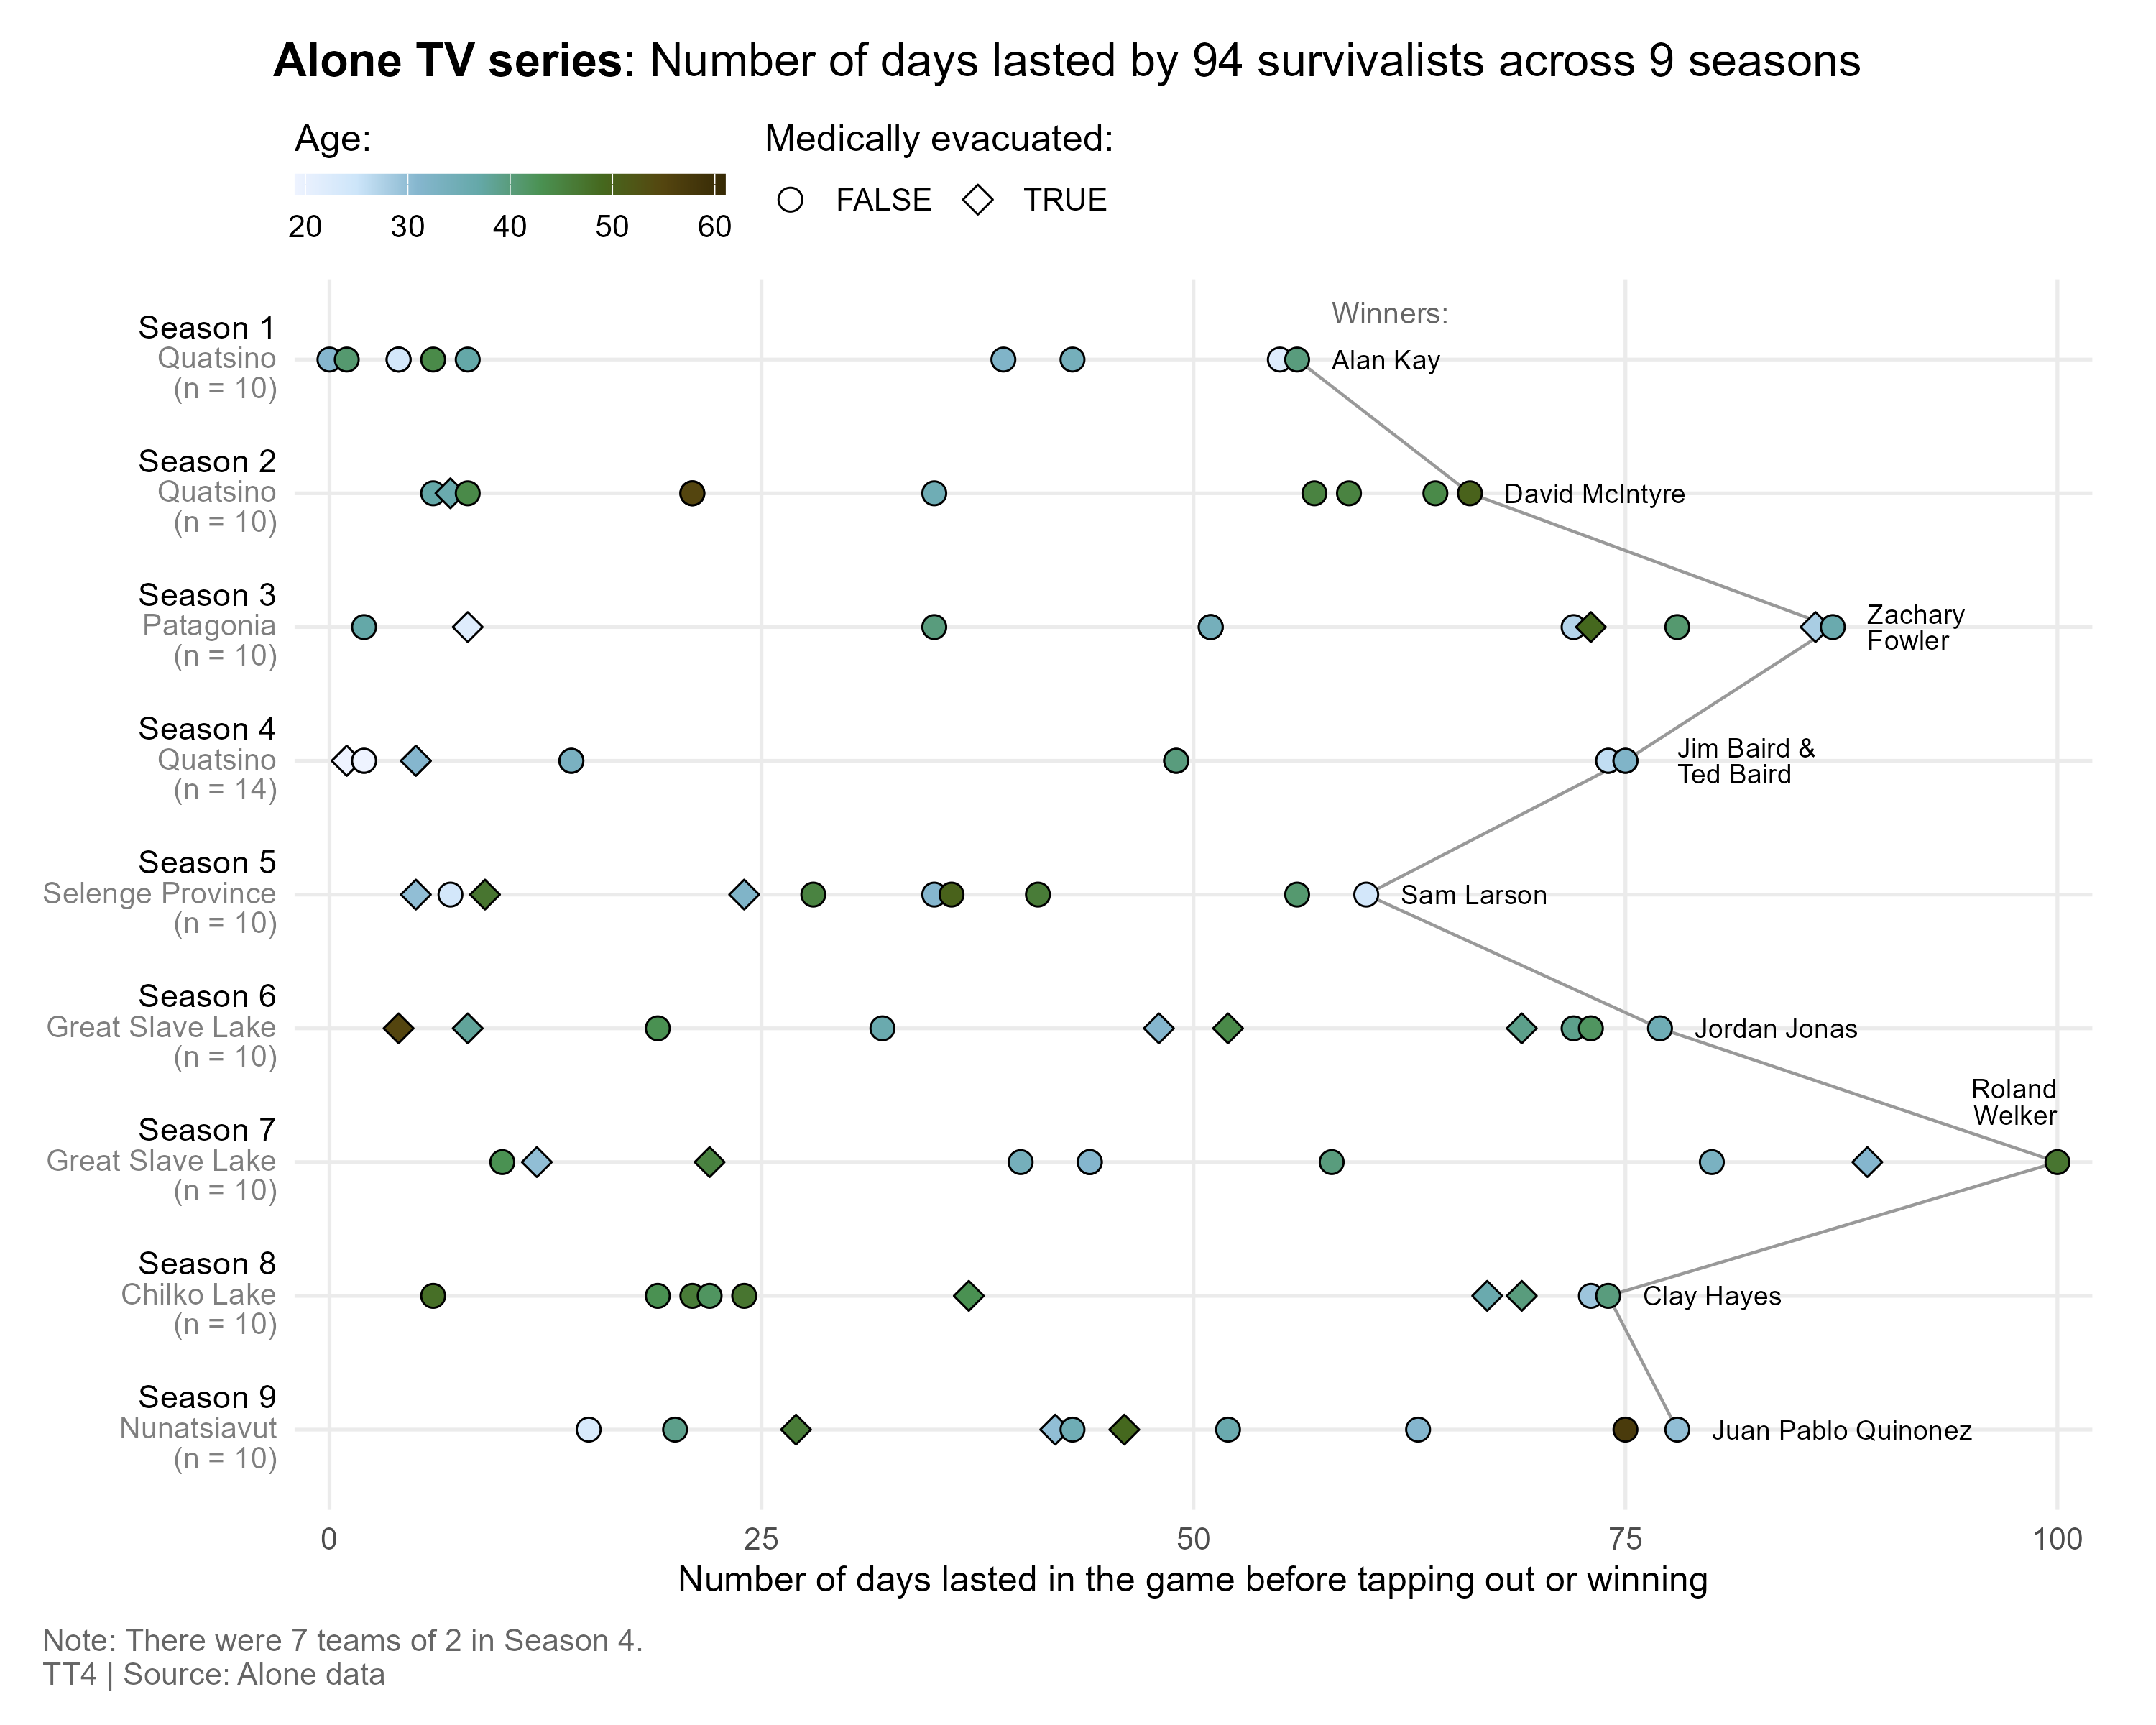 Alone TV series: Number of days lasted by 94 survivalists across 9 seasons
Age:
20 30 40 50 60
Medically evacuated:
FALSE TRUE
Winners:
Season 1
Quatsino
(n = 10)
Alan Kay
Season 2
Quatsino
(n = 10)
David McIntyre
Season 3
Patagonia
(n = 10)
Zachary
Fowler
Season 4
Quatsino
(n = 14)
Jim Baird &
Ted Baird
Season 5
Selenge Province
(n = 10)
Sam Larson
Season 6
Great Slave Lake
(n = 10)
Jordan Jonas
Season 7
Great Slave Lake
(n = 10)
Roland
Welker
Season 8
Chilko Lake
(n = 10)
Clay Hayes
Season 9
Nunatsiavut
(n = 10)
Juan Pablo Quinonez
0 25 50 75 100
Number of days lasted in the game before tapping out or winning
Note: There were 7 teams of 2 in Season 4.
TT4 | Source: Alone data